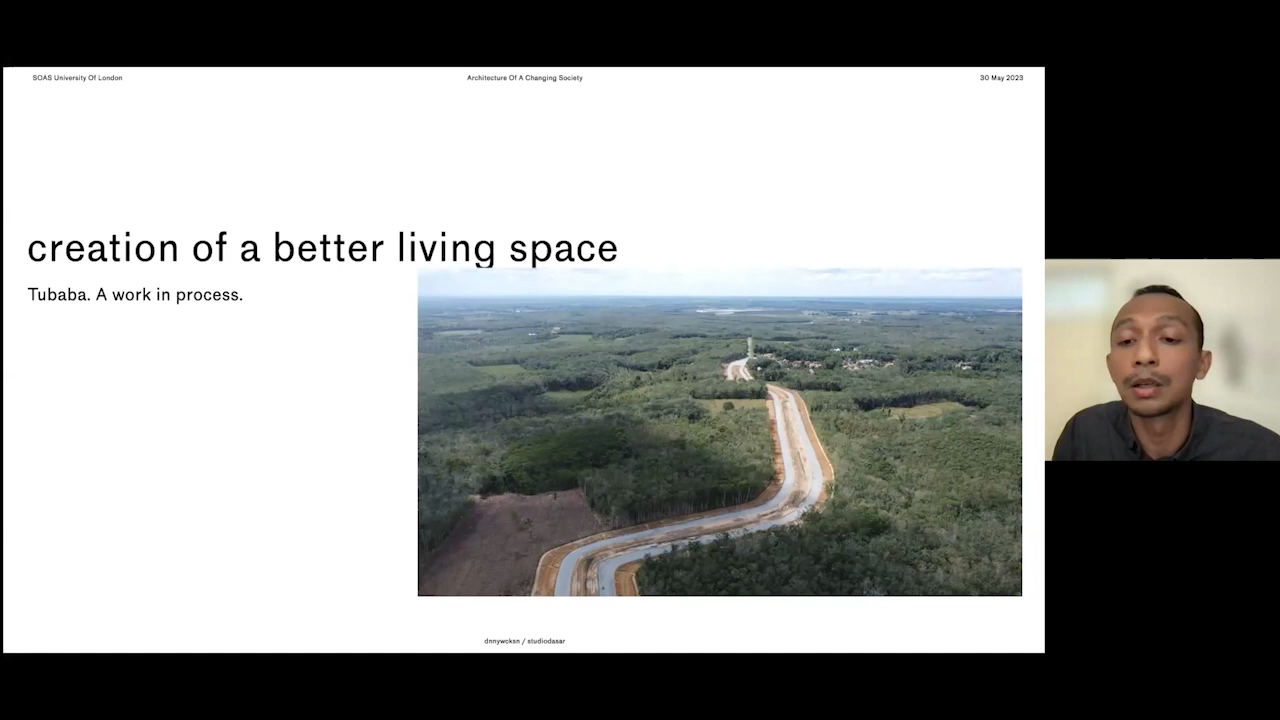 SOAS University Of London
Architecture Of A Changing Society
30 May 2023
creation of a better living space
Tubaba. A work in process.
dnnywcksn / studiodasar